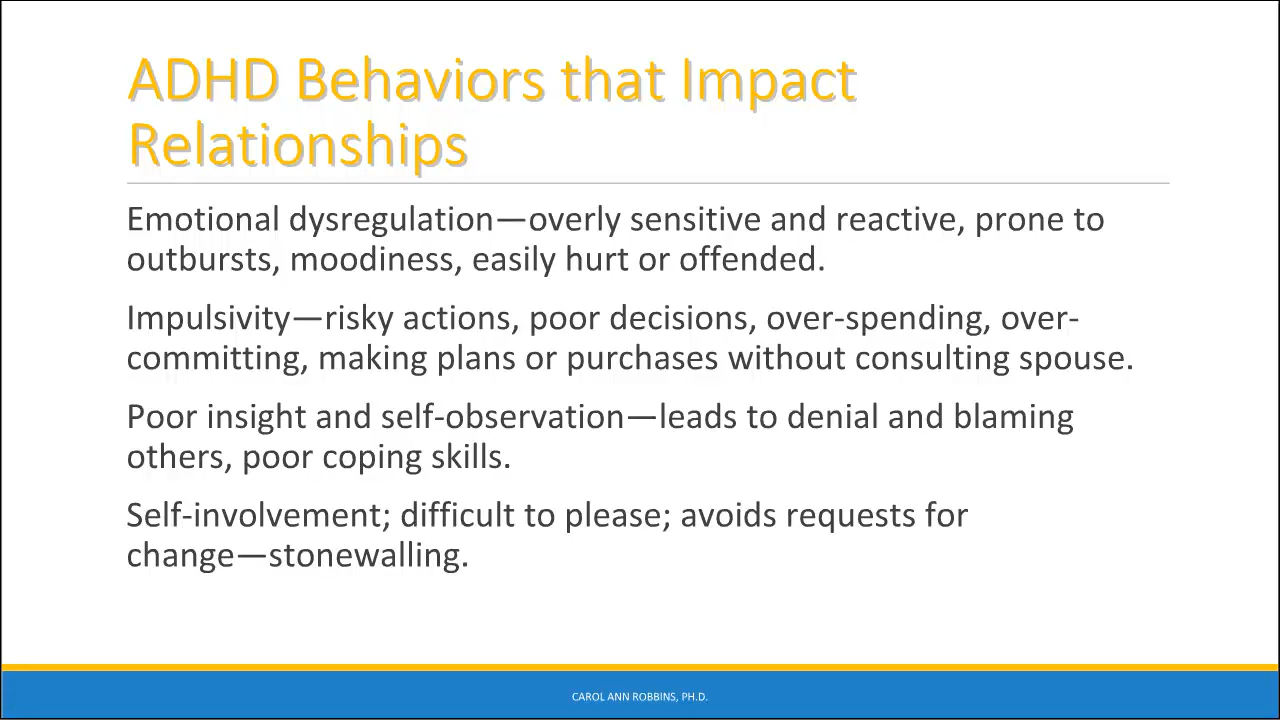 ADHD Behaviors that Impact
Relationships
Emotional dysregulation—overly sensitive and reactive, prone to
outbursts, moodiness, easily hurt or offended.
Impulsivity—risky actions, poor decisions, over-spending, over-
committing, making plans or purchases without consulting spouse.
Poor insight and self-observation—leads to denial and blaming
others, poor coping skills.
Self-involvement; difficult to please; avoids requests for
change—stonewalling.
CAROL ANN ROBBINS, PH.D.